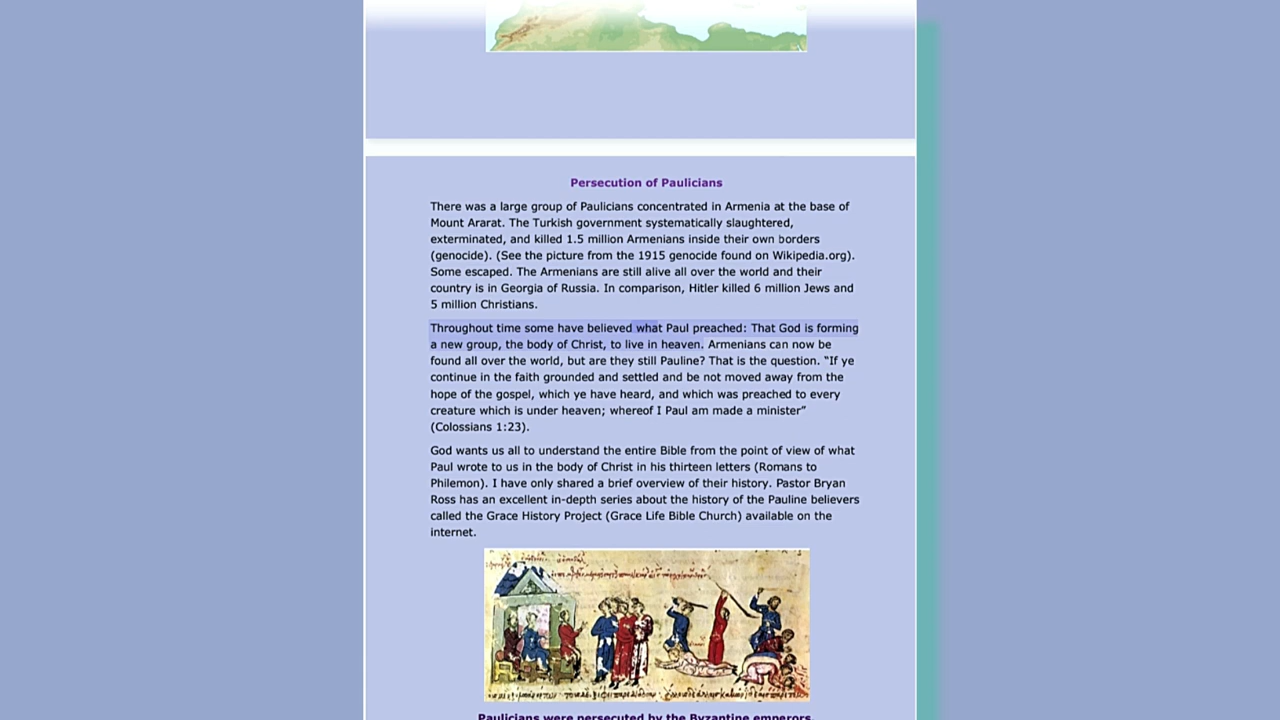 Persecution of Paulicians
There was a large group of Paulicians concentrated in Armenia at the base of
Mount Ararat. The Turkish government systematically slaughtered,
exterminated, and killed 1.5 million Armenians inside their own borders
(genocide). (See the picture from the 1915 genocide found on Wikipedia.org).
Some escaped. The Armenians are still alive all over the world and their
country is in Georgia of Russia. In comparison, Hitler killed 6 million Jews and
5 million Christians.
Throughout time some have believed what Paul preached: That God is forming
a new group, the body of Christ, to live in heaven. Armenians can now be
found all over the world, but are they still Pauline? That is the question. “If ye
continue in the faith grounded and settled and be not moved away from the
hope of the gospel, which ye have heard, and which was preached to every
creature which is under heaven; whereof I Paul am made a minister”
(Colossians 1:23).
God wants us all to understand the entire Bible from the point of view of what
Paul wrote to us in the body of Christ in his thirteen letters (Romans to
Philemon). I have only shared a brief overview of their history. Pastor Bryan
Ross has an excellent in-depth series about the history of the Pauline believers
called the Grace History Project (Grace Life Bible Church) available on the
internet.
Paulicians were persecuted by the Byzantine emperors.